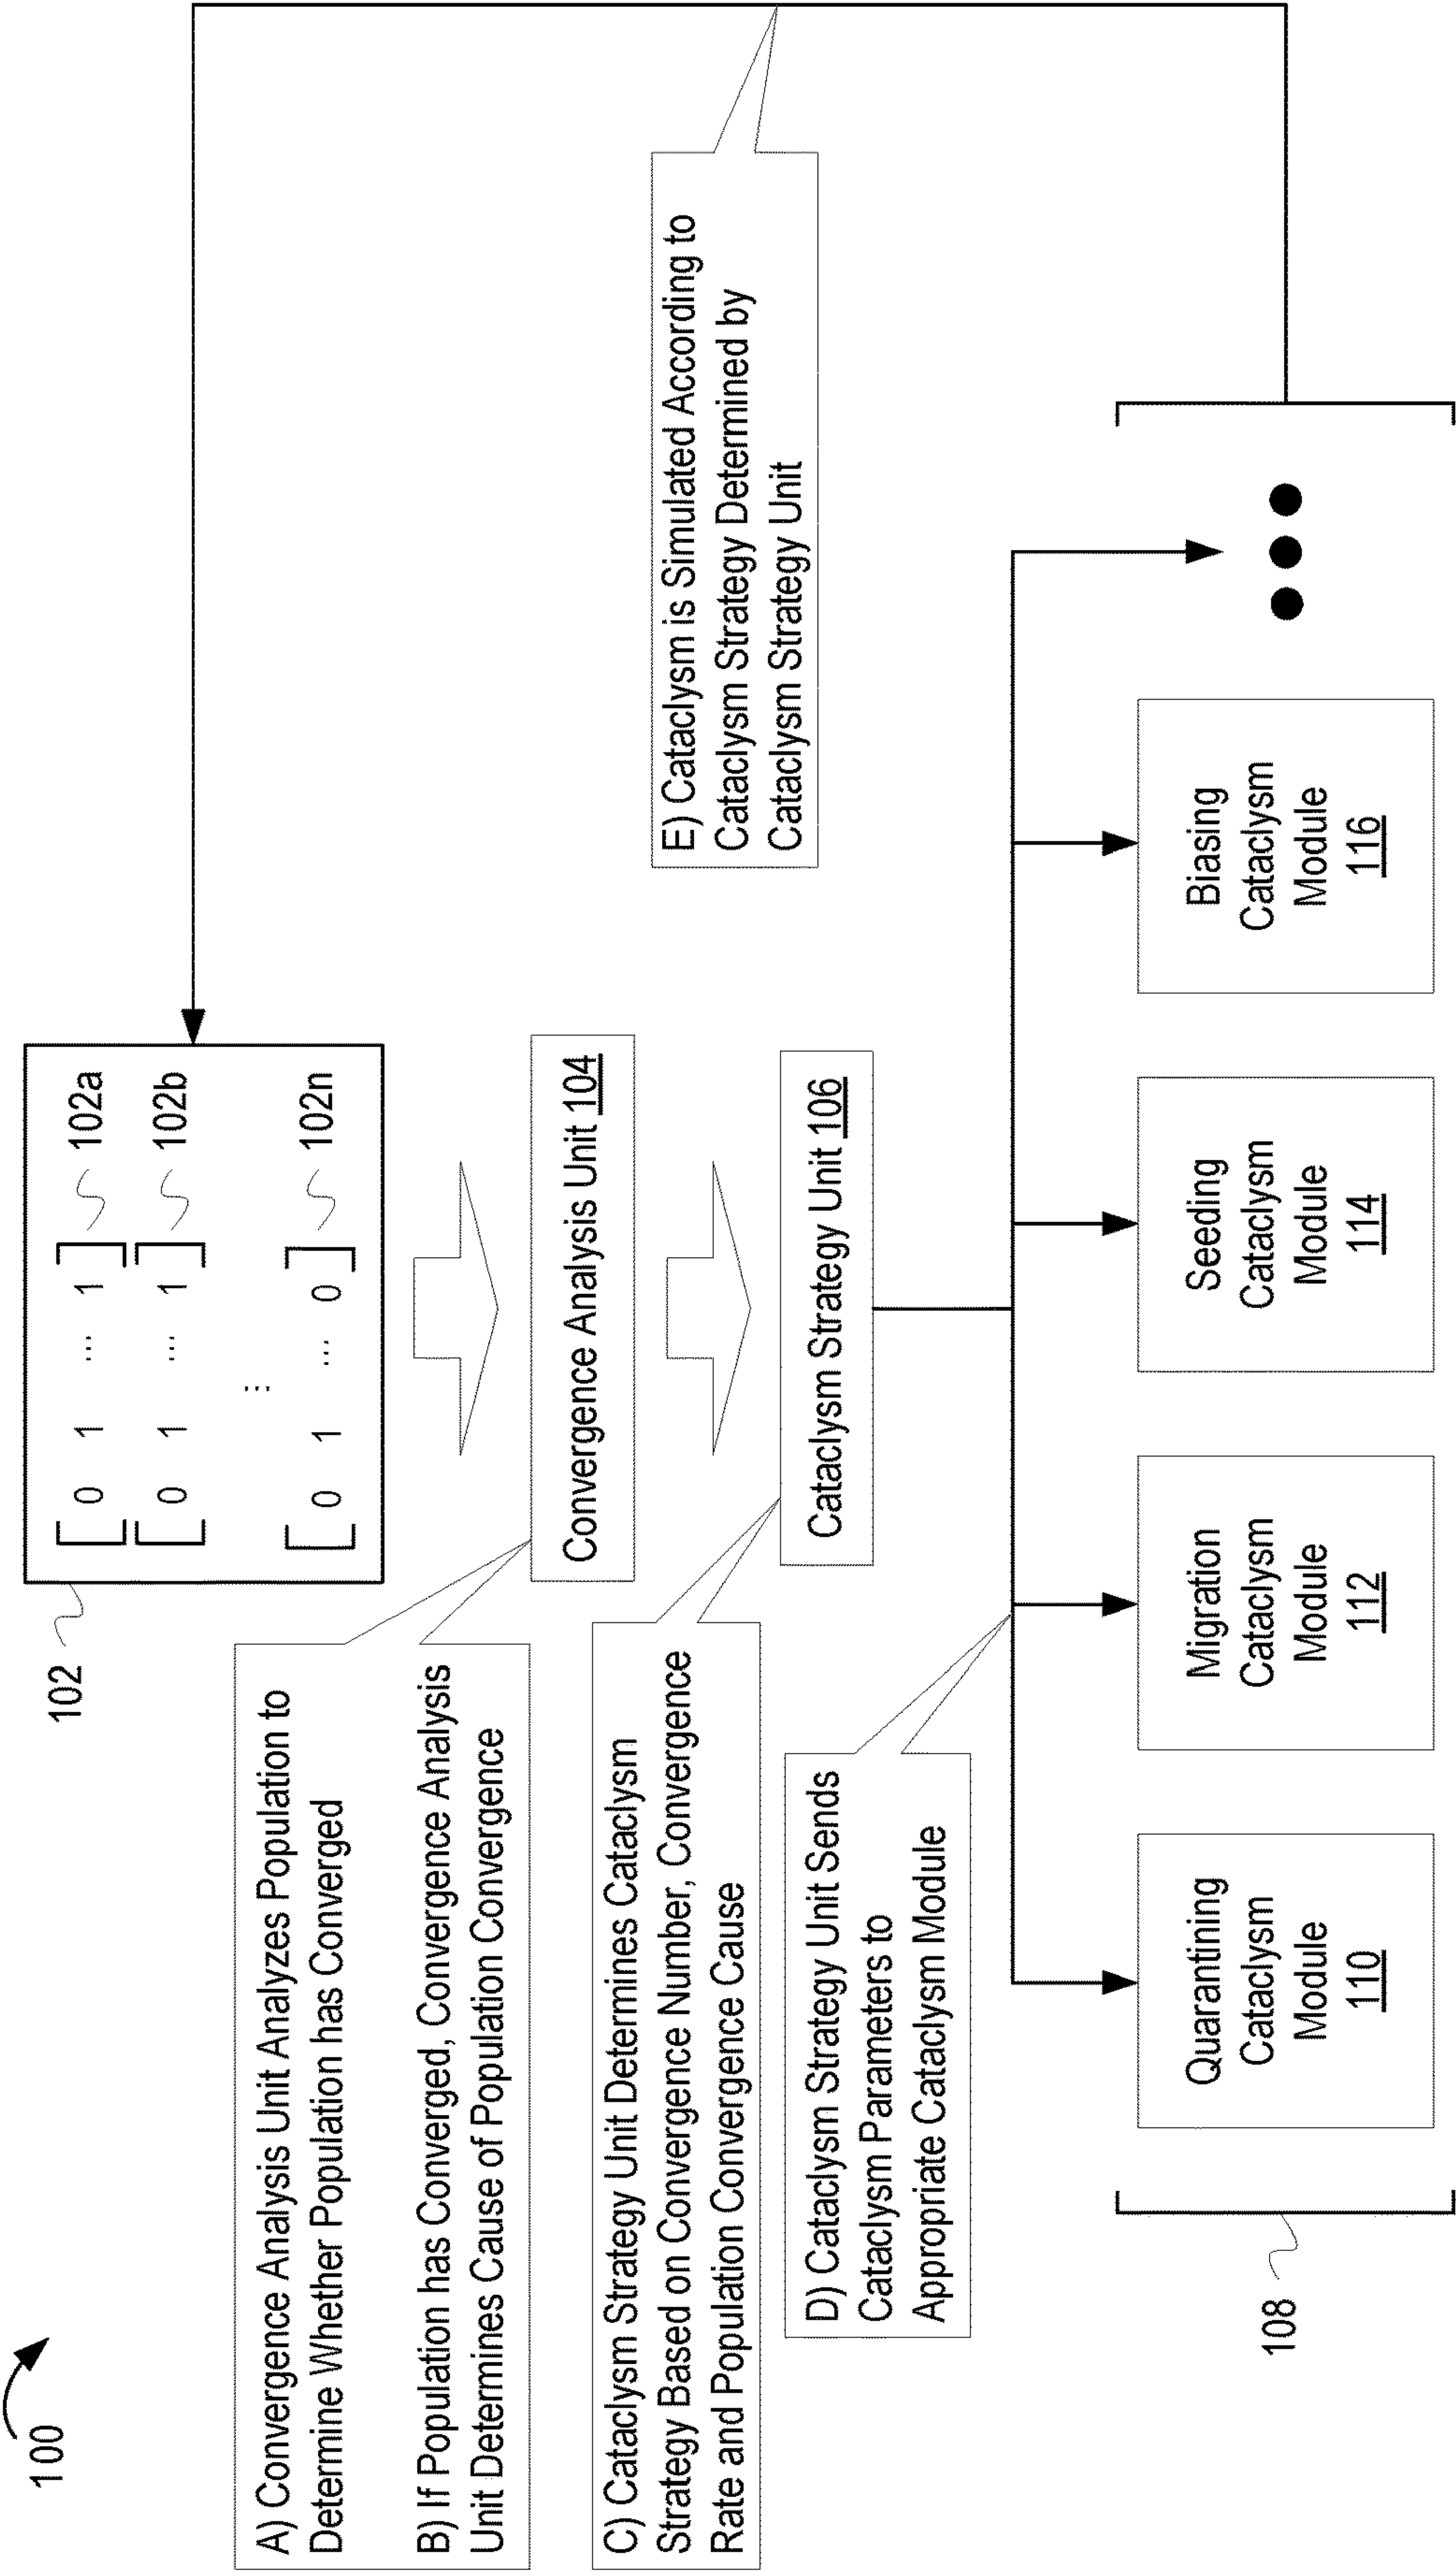 100
102
[ 0 1 ... 1 ] 102a
[ 0 1 ... 1 ] 102b
...
[ 0 1 ... 0 ] 102n
A) Convergence Analysis Unit Analyzes Population to
Determine Whether Population has Converged
B) If Population has Converged, Convergence Analysis
Unit Determines Cause of Population Convergence
Convergence Analysis Unit 104
C) Cataclysm Strategy Unit Determines Cataclysm
Strategy Based on Convergence Number, Convergence
Rate and Population Convergence Cause
Cataclysm Strategy Unit 106
D) Cataclysm Strategy Unit Sends
Cataclysm Parameters to
Appropriate Cataclysm Module
E) Cataclysm is Simulated According to
Cataclysm Strategy Determined by
Cataclysm Strategy Unit
108
Quarantining
Cataclysm
Module
110
Migration
Cataclysm
Module
112
Seeding
Cataclysm
Module
114
Biasing
Cataclysm
Module
116